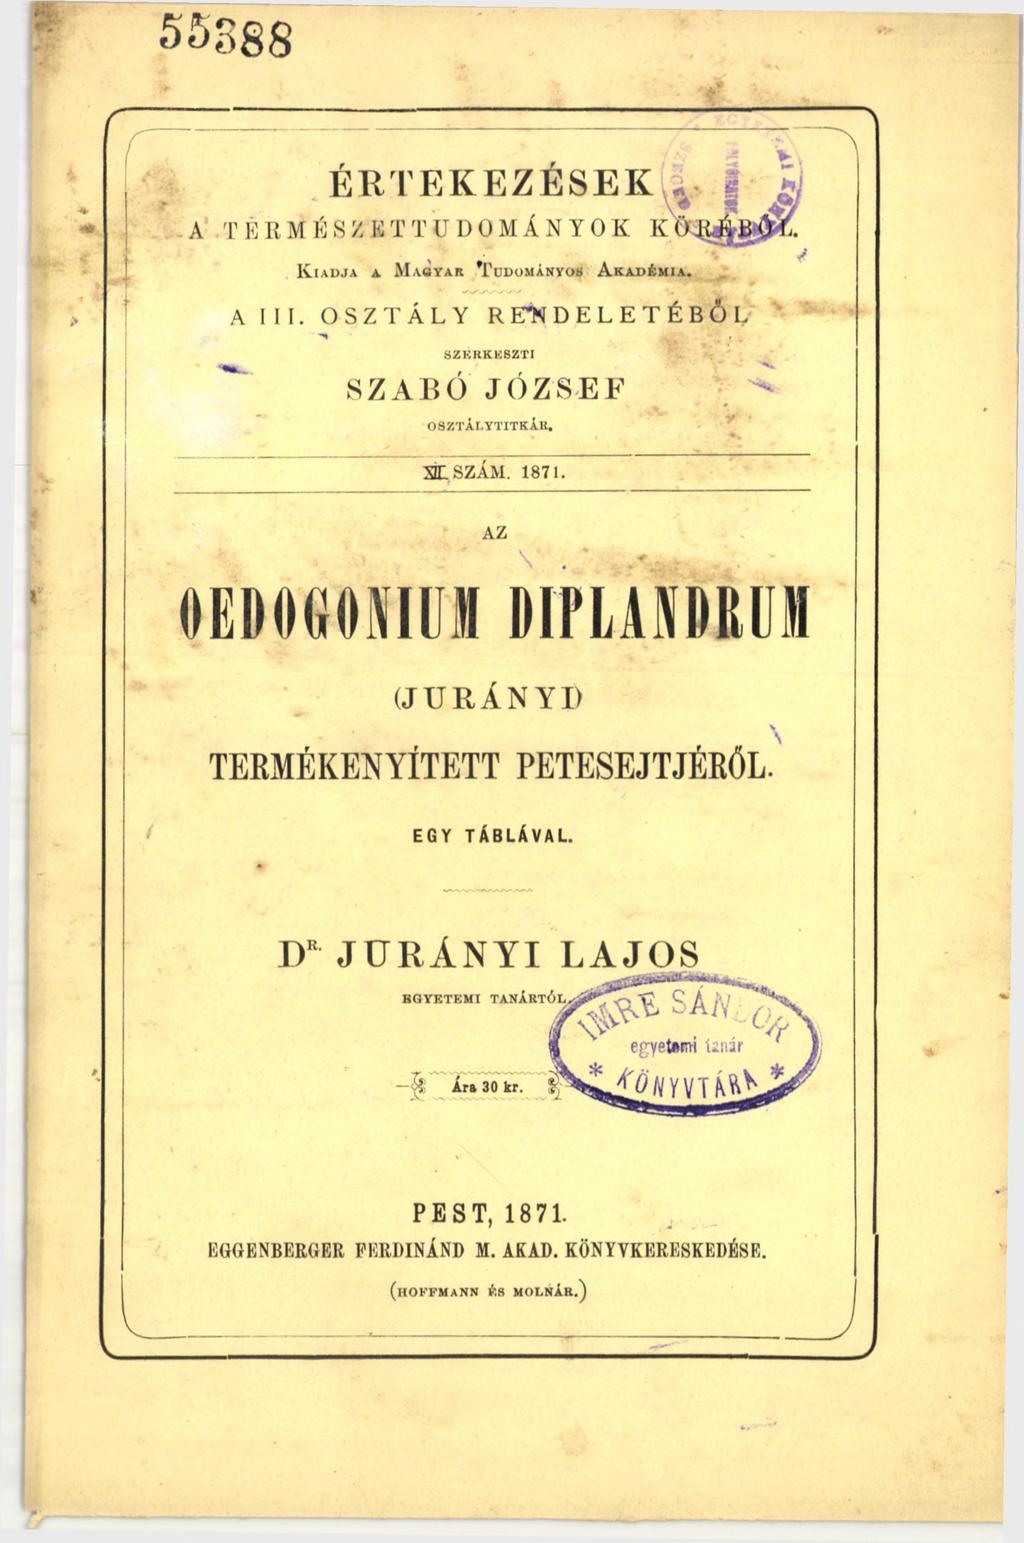 55388
ÉRTEKEZÉSEK
A TERMÉSZETTUDOMÁNYOK KÖRÉBŐL.
KIADJA A MAGYAR TUDOMÁNYOS AKADÉMIA.
A III. OSZTÁLY RENDELETÉBŐL
SZERKESZTI
SZABÓ JÓZSEF
OSZTÁLYTITKÁR.
SZÁM. 1871.
AZ
OEDOGONIUM DIPLANDRUM
(JURÁNYI)
TERMÉKENYÍTETT PETESEJTJÉRŐL.
EGY TÁBLÁVAL.
DR. JURÁNYI LAJOS
EGYETEMI TANÁRTÓL.
IMRE SÁNDOR
egyetemi tanár
* KÖNYVTÁRA *
Ára 30 kr.
PEST, 1871.
EGGENBERGER FERDINÁND M. AKAD. KÖNYVKERESKEDÉSE.
(HOFFMANN ÉS MOLNÁR.)